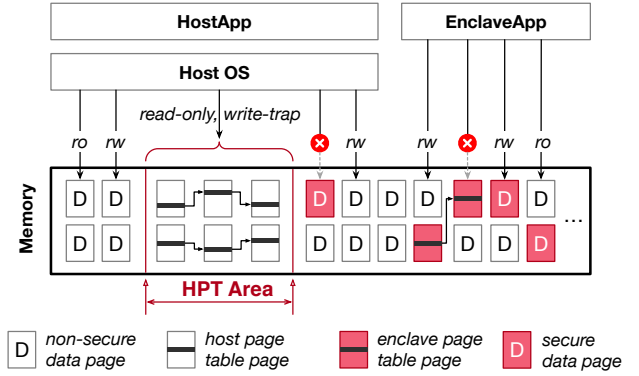 HostApp
EnclaveApp
Host OS
read-only, write-trap
ro
rw
rw
rw
rw
ro
Memory
D D D D D D D D D
D D D D D D D D
...
HPT Area
D
non-secure
data page
host page
table page
enclave page
table page
D
secure
data page